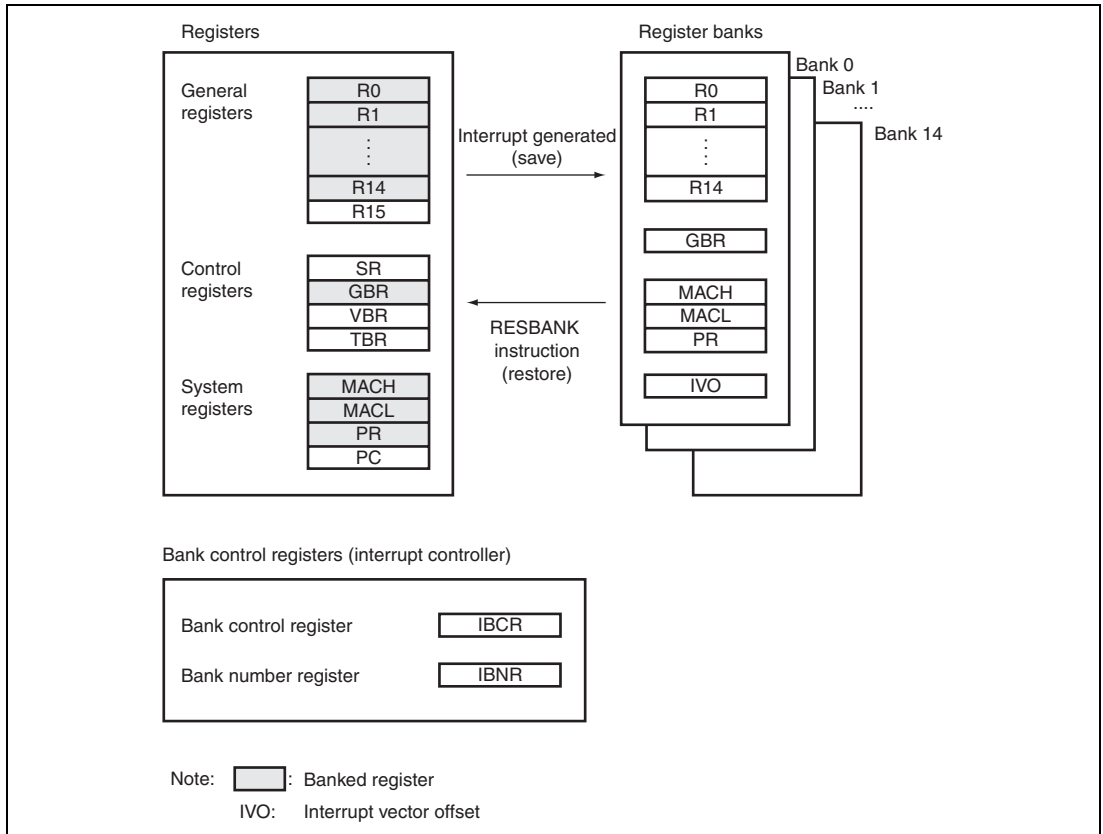 Registers
General
registers
R0
R1
⋮
R14
R15
Control
registers
SR
GBR
VBR
TBR
System
registers
MACH
MACL
PR
PC
Interrupt generated
(save)
RESBANK
instruction
(restore)
Register banks
Bank 0
Bank 1
....
Bank 14
R0
R1
⋮
R14
GBR
MACH
MACL
PR
IVO
Bank control registers (interrupt controller)
Bank control register IBCR
Bank number register IBNR
Note: : Banked register
IVO: Interrupt vector offset